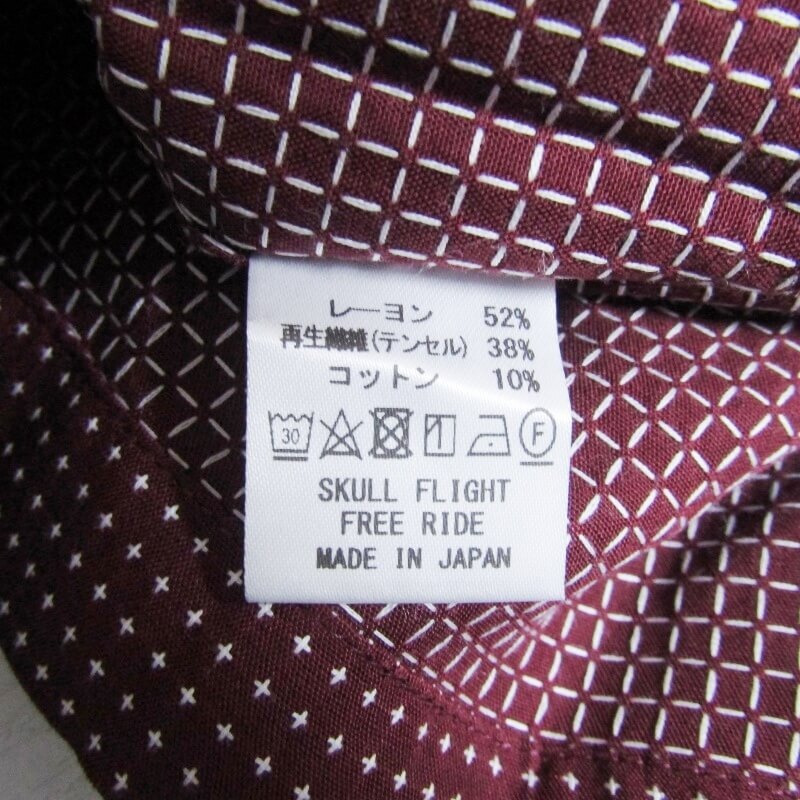 レーヨン 52%
再生繊維(テンセル) 38%
コットン 10%
30 F
SKULL FLIGHT
FREE RIDE
MADE IN JAPAN